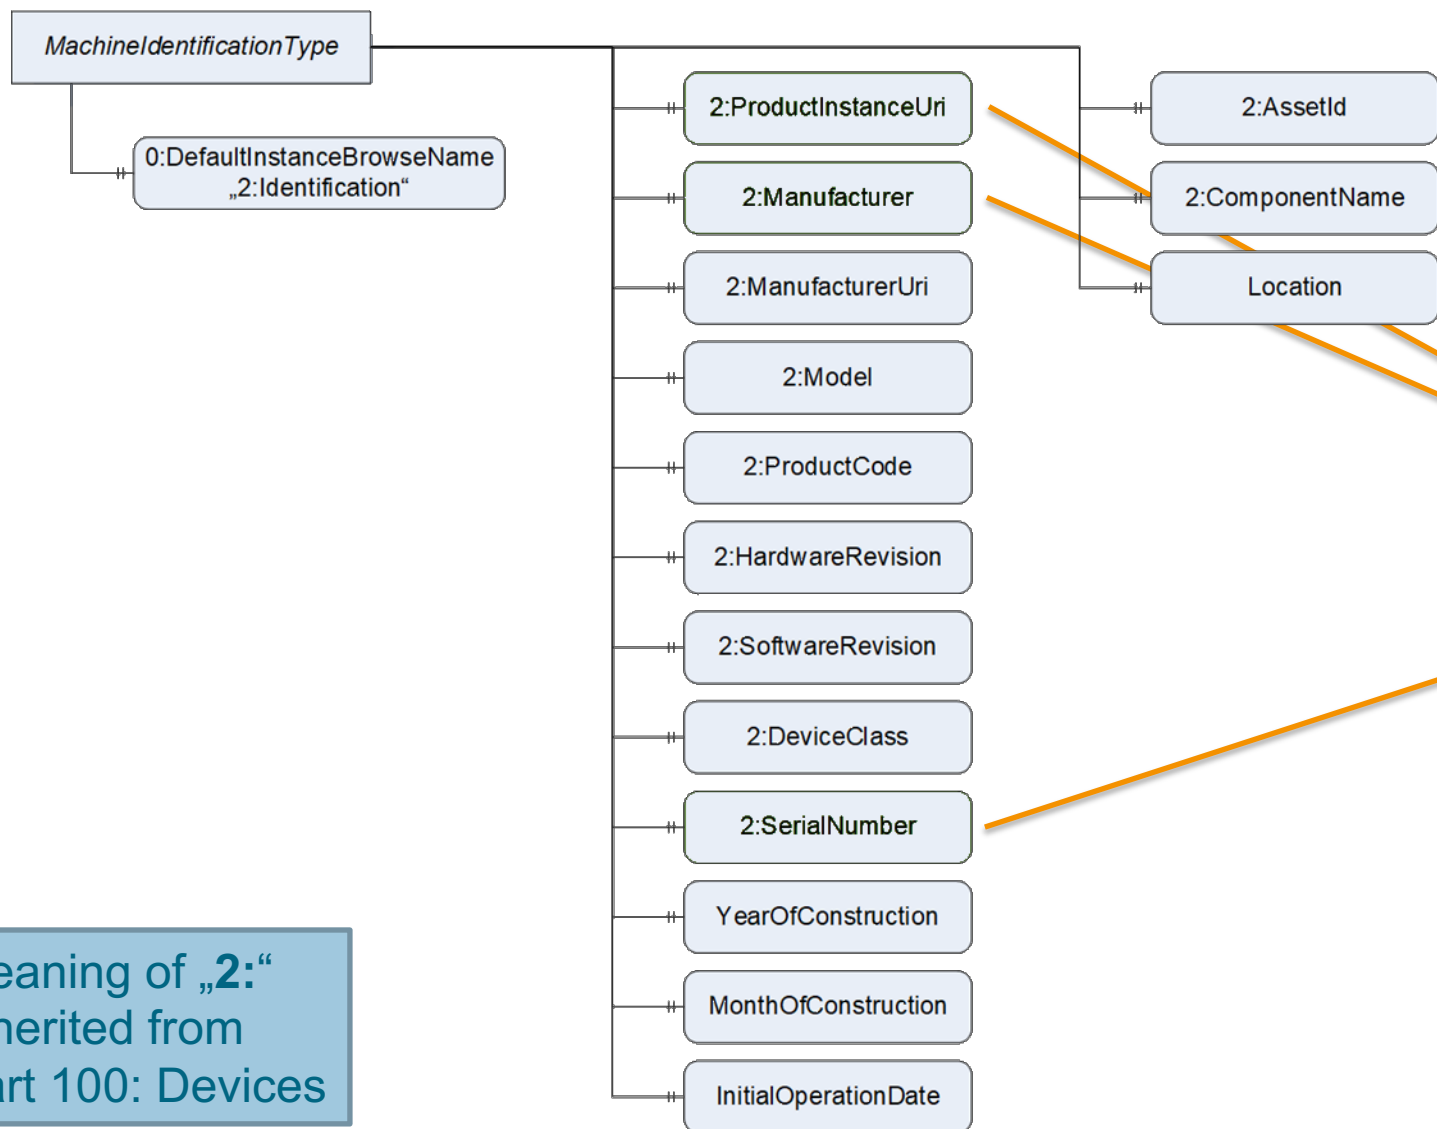 MachineIdentificationType
0:DefaultInstanceBrowseName
„2:Identification“
2:ProductInstanceUri
2:Manufacturer
2:ManufacturerUri
2:Model
2:ProductCode
2:HardwareRevision
2:SoftwareRevision
2:DeviceClass
2:SerialNumber
YearOfConstruction
MonthOfConstruction
InitialOperationDate
2:AssetId
2:ComponentName
Location
eaning of „2:“
herited from
art 100: Devices